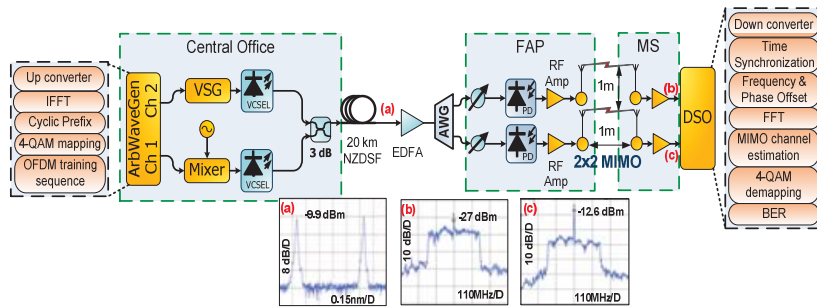 Central Office
FAP
MS
Up converter
IFFT
Cyclic Prefix
4-QAM mapping
OFDM training
sequence
ArbWaveGen
Ch 1
Ch 2
VSG
VCSEL
Mixer
VCSEL
3 dB
20 km
NZDSF
(a)
EDFA
AWG
PD
PD
RF
Amp
RF
Amp
1m
1m
2x2 MIMO
(b)
(c)
DSO
Down converter
Time
Synchronization
Frequency &
Phase Offset
FFT
MIMO channel
estimation
4-QAM
demapping
BER
(a)
-9.9 dBm
8 dB/D
0.15nm/D
(b)
-27 dBm
10 dB/D
110MHz/D
(c)
-12.6 dBm
10 dB/D
110MHz/D